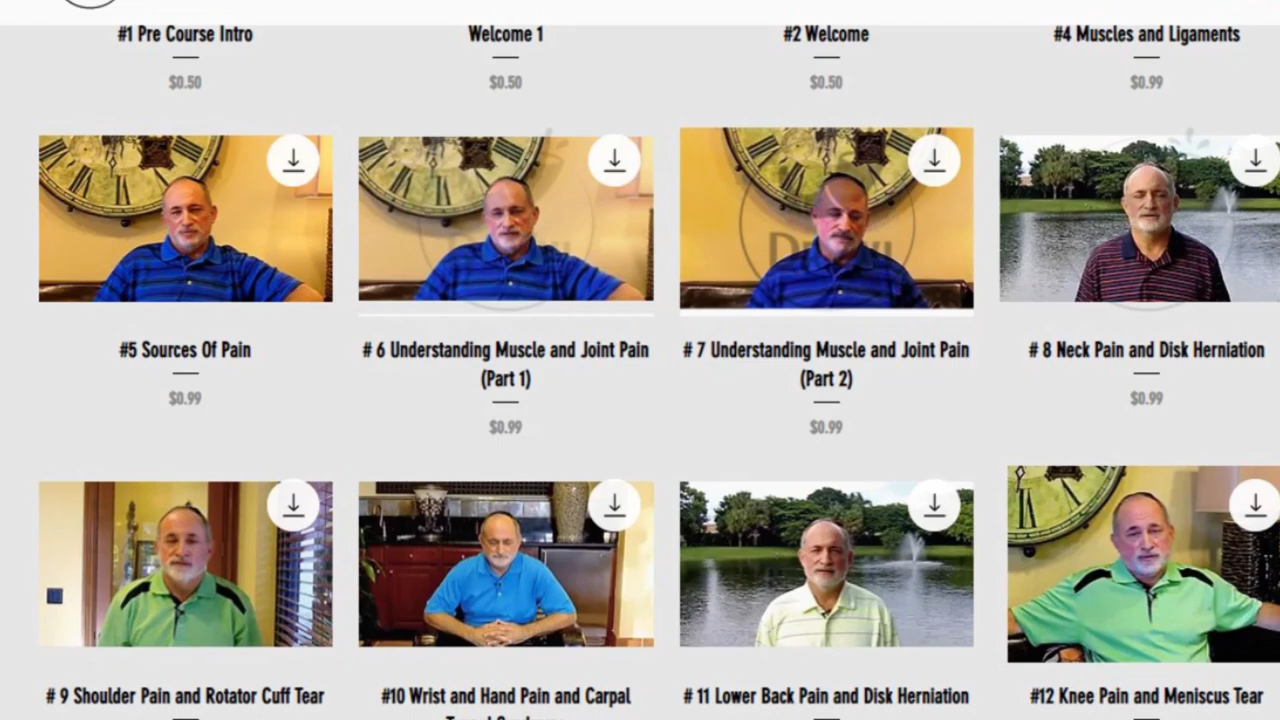 #1 Pre Course Intro
Welcome 1
#2 Welcome
#4 Muscles and Ligaments
$0.50
$0.50
$0.50
$0.99
#5 Sources Of Pain
# 6 Understanding Muscle and Joint Pain
(Part 1)
# 7 Understanding Muscle and Joint Pain
(Part 2)
# 8 Neck Pain and Disk Herniation
$0.99
$0.99
$0.99
$0.99
# 9 Shoulder Pain and Rotator Cuff Tear
#10 Wrist and Hand Pain and Carpal
# 11 Lower Back Pain and Disk Herniation
#12 Knee Pain and Meniscus Tear